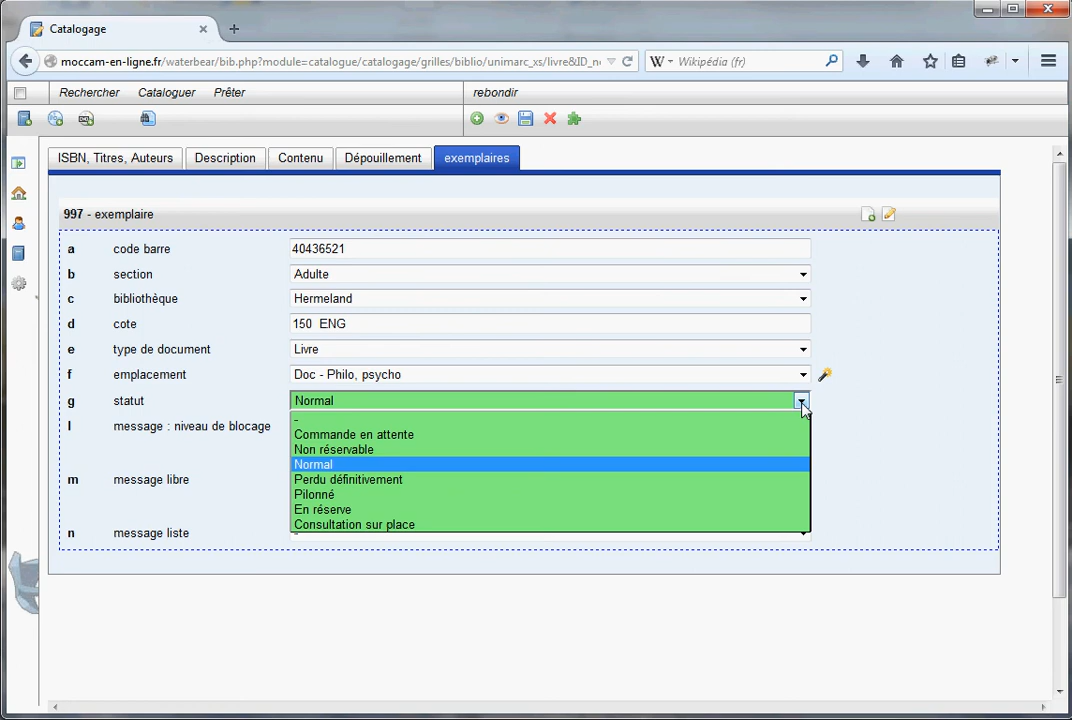 Catalogage
moccam-en-ligne.fr/waterbear/bib.php?module=catalogue/catalogage/grilles/biblio/unimarc_xs/livre&ID_n
W Wikipédia (fr)
Rechercher Cataloguer Prêter rebondir
ISBN, Titres, Auteurs Description Contenu Dépouillement exemplaires
997 - exemplaire
a code barre 40436521
b section Adulte
c bibliothèque Hermeland
d cote 150 ENG
e type de document Livre
f emplacement Doc - Philo, psycho
g statut Normal
-
l message : niveau de blocage
Commande en attente
Non réservable
Normal
Perdu définitivement
m message libre
Pilonné
En réserve
Consultation sur place
n message liste -